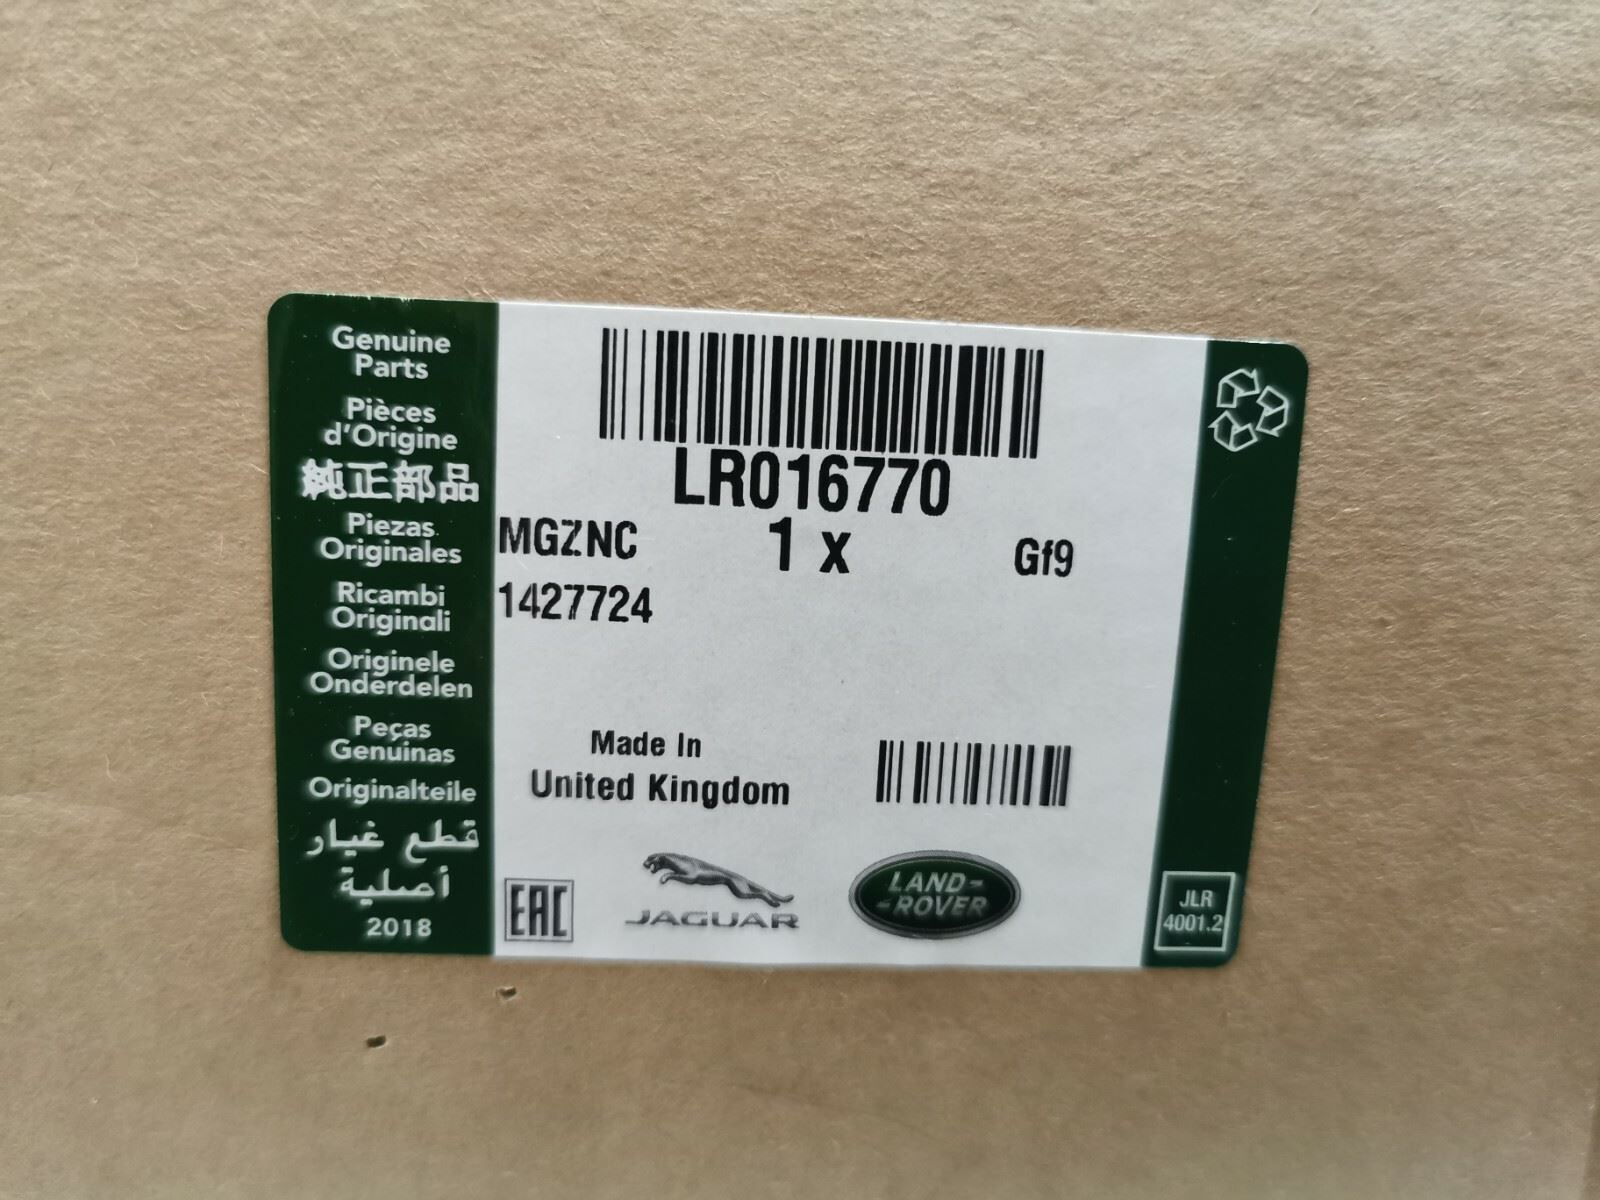 Genuine
Parts
Pièces
d'Origine
純正部品
Piezas
Originales
Ricambi
Originali
Originele
Onderdelen
Peças
Genuinas
Originalteile
قطع غيار
أصلية
2018
LR016770
MGZNC 1 x Gf9
1427724
Made In
United Kingdom
EAC
JAGUAR
LAND-
-ROVER
JLR
4001.2